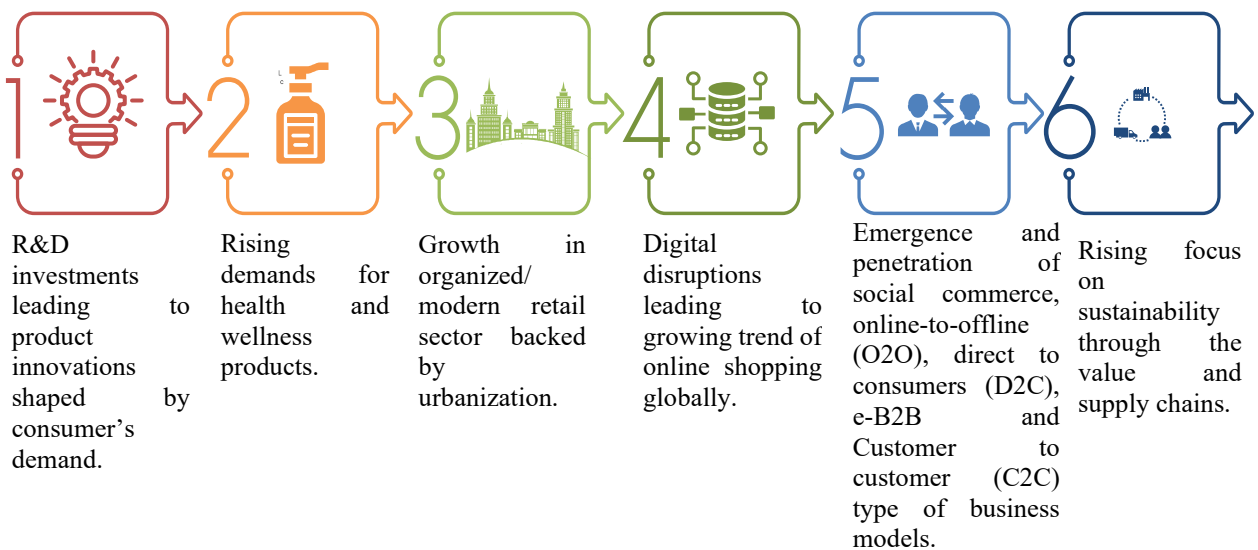 1
R&D
investments
leading to
product
innovations
shaped by
consumer’s
demand.
2
L
c
Rising
demands for
health and
wellness
products.
3
Growth in
organized/
modern retail
sector backed
by
urbanization.
4
Digital
disruptions
leading to
growing trend of
online shopping
globally.
5
Emergence and
penetration of
social commerce,
online-to-offline
(O2O), direct to
consumers (D2C),
e-B2B and
Customer to
customer (C2C)
type of business
models.
6
Rising focus
on
sustainability
through the
value and
supply chains.